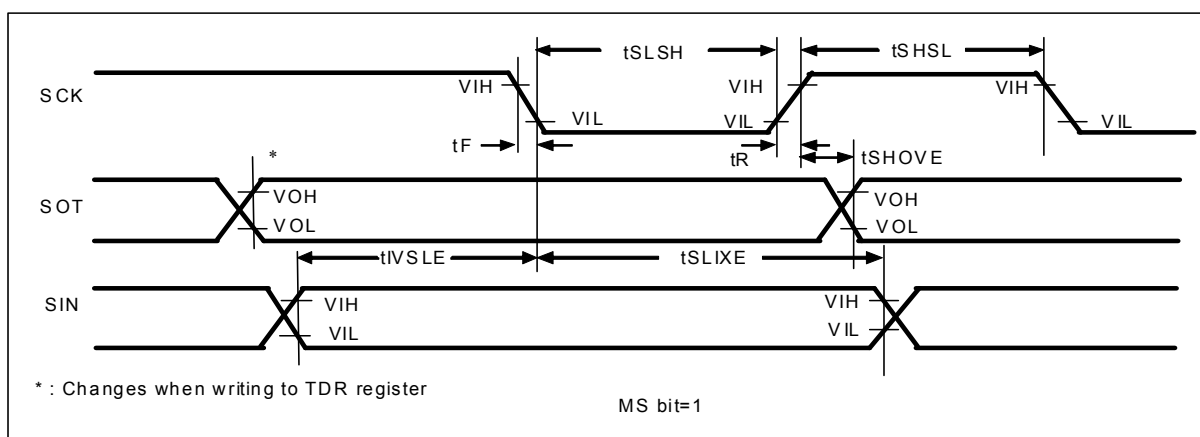 tSLSH
tSHSL
SCK
VIH
VIL
VIL
VIH
VIH
VIL
tF
tR
tSHOVE
*
SOT
VOH
VOL
VOH
VOL
tIVSLE
tSLIXE
SIN
VIH
VIL
VIH
VIL
* : Changes when writing to TDR register
MS bit=1